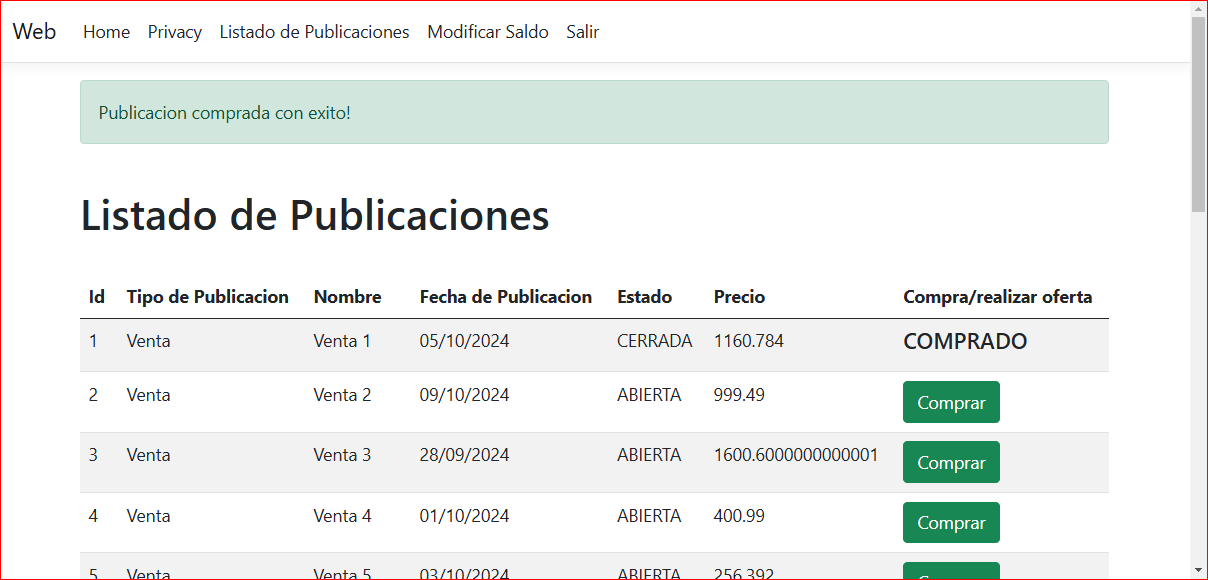 Web Home Privacy Listado de Publicaciones Modificar Saldo Salir
Publicacion comprada con exito!
Listado de Publicaciones
Id Tipo de Publicacion Nombre Fecha de Publicacion Estado Precio Compra/realizar oferta
1 Venta Venta 1 05/10/2024 CERRADA 1160.784 COMPRADO
2 Venta Venta 2 09/10/2024 ABIERTA 999.49 Comprar
3 Venta Venta 3 28/09/2024 ABIERTA 1600.6000000000001 Comprar
4 Venta Venta 4 01/10/2024 ABIERTA 400.99 Comprar
5 Venta Venta 5 03/10/2024 ABIERTA 256.392